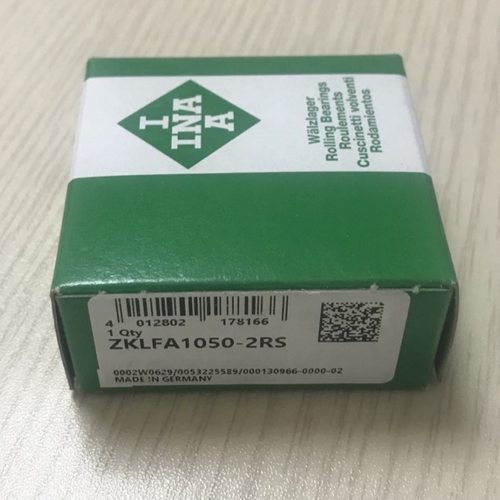 I
INA
A
Wälzlager
Rolling Bearings
Roulements
Cuscinetti volventi
Rodamientos
4 012802 178166
1 Qty
ZKLFA1050-2RS
0002W0629/0053225589/000130966-0000-02
MADE IN GERMANY